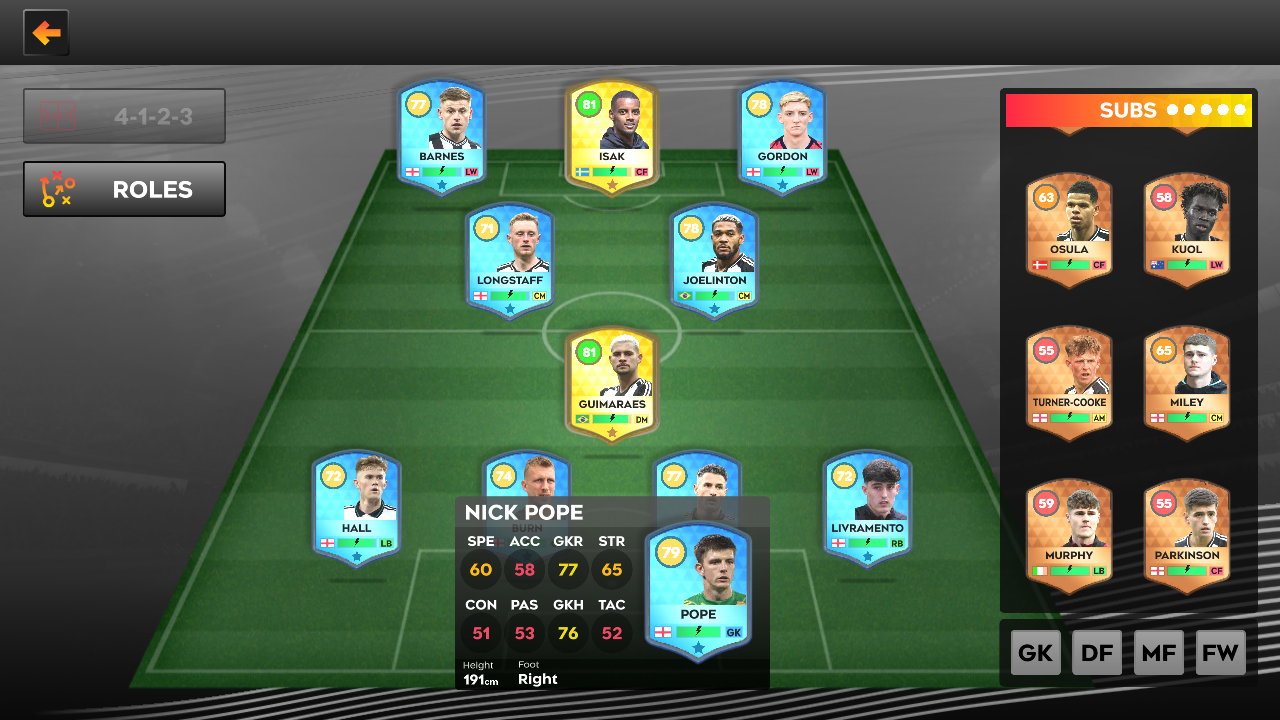 4-1-2-3
ROLES
77
BARNES
LW
81
ISAK
CF
78
GORDON
LW
71
LONGSTAFF
CM
78
JOELINTON
CM
81
GUIMARAES
DM
72
HALL
LB
74
BURN
77
72
LIVRAMENTO
RB
NICK POPE
SPE ACC GKR STR
60 58 77 65
CON PAS GKH TAC
51 53 76 52
Height Foot
191cm Right
79
POPE
GK
SUBS
63
OSULA
CF
58
KUOL
LW
55
TURNER-COOKE
AM
65
MILEY
CM
59
MURPHY
LB
55
PARKINSON
CF
GK DF MF FW